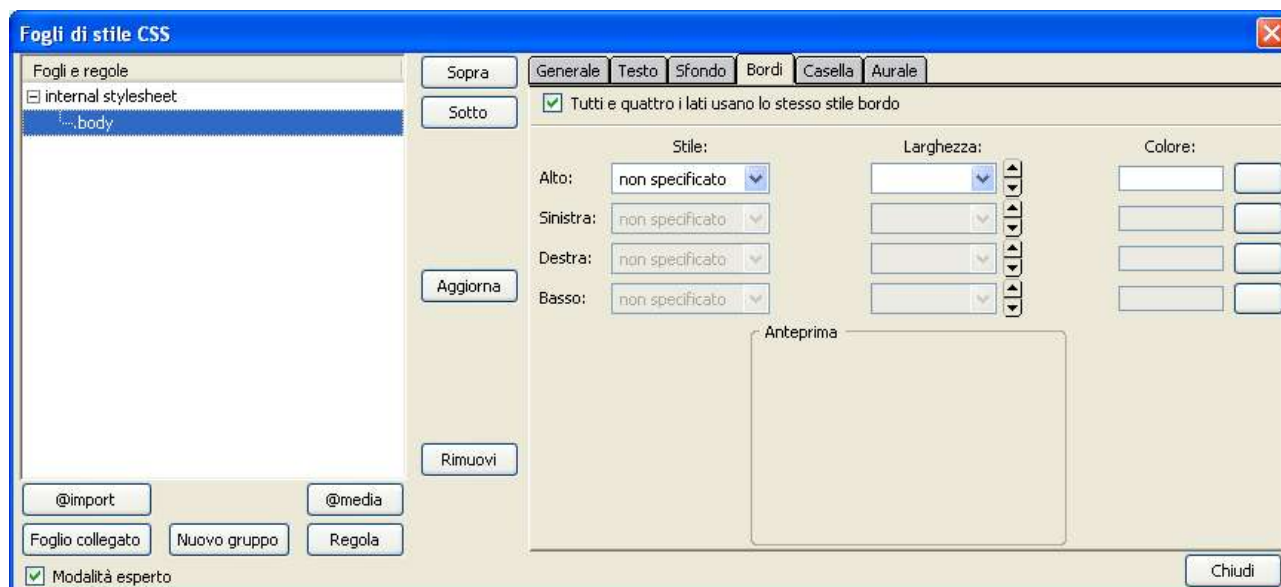 Fogli di stile CSS
Fogli e regole
internal stylesheet
.body
@import
@media
Foglio collegato
Nuovo gruppo
Regola
Modalità esperto
Sopra
Sotto
Aggiorna
Rimuovi
Generale Testo Sfondo Bordi Casella Aurale
Tutti e quattro i lati usano lo stesso stile bordo
Stile: Larghezza: Colore:
Alto: non specificato
Sinistra: non specificato
Destra: non specificato
Basso: non specificato
Anteprima
Chiudi